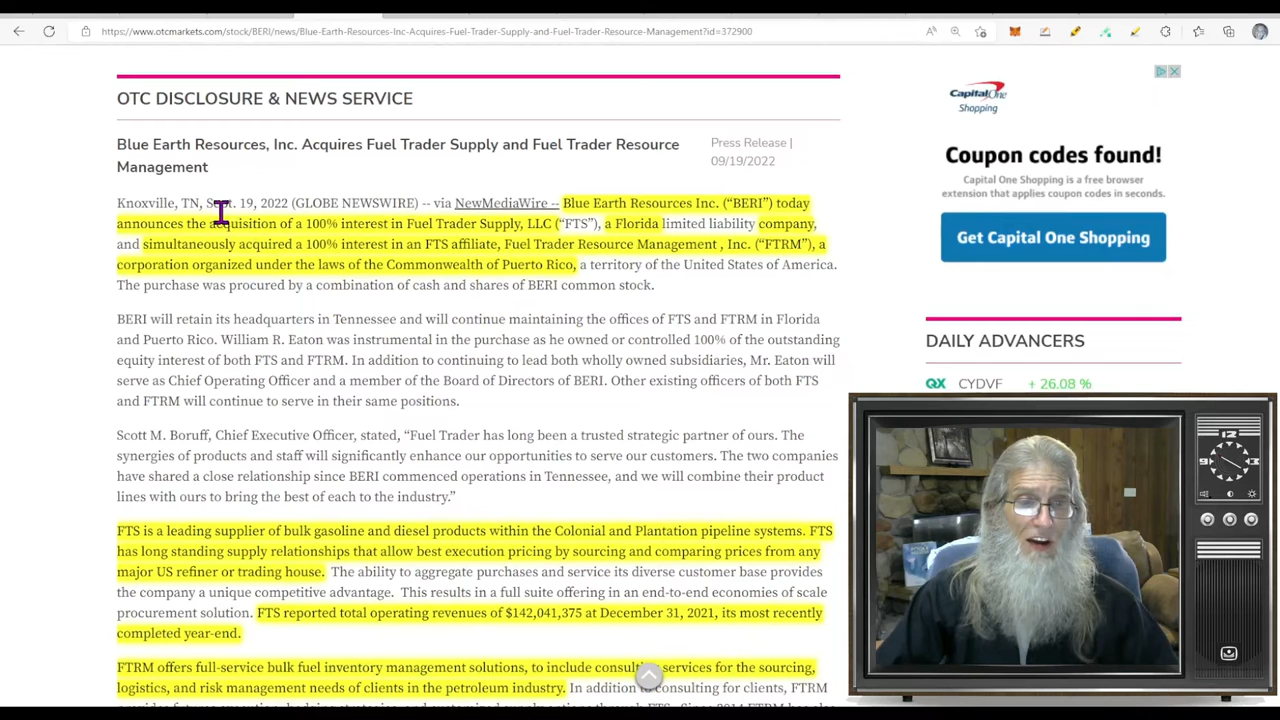 https://www.otcmarkets.com/stock/BERI/news/Blue-Earth-Resources-Inc-Acquires-Fuel-Trader-Supply-and-Fuel-Trader-Resource-Management?id=372900
OTC DISCLOSURE & NEWS SERVICE
Blue Earth Resources, Inc. Acquires Fuel Trader Supply and Fuel Trader Resource
Management
Press Release |
09/19/2022
Knoxville, TN, Sept. 19, 2022 (GLOBE NEWSWIRE) -- via NewMediaWire -- Blue Earth Resources Inc. (“BERI”) today
announces the acquisition of a 100% interest in Fuel Trader Supply, LLC (“FTS”), a Florida limited liability company,
and simultaneously acquired a 100% interest in an FTS affiliate, Fuel Trader Resource Management , Inc. (“FTRM”), a
corporation organized under the laws of the Commonwealth of Puerto Rico, a territory of the United States of America.
The purchase was procured by a combination of cash and shares of BERI common stock.
BERI will retain its headquarters in Tennessee and will continue maintaining the offices of FTS and FTRM in Florida
and Puerto Rico. William R. Eaton was instrumental in the purchase as he owned or controlled 100% of the outstanding
equity interest of both FTS and FTRM. In addition to continuing to lead both wholly owned subsidiaries, Mr. Eaton will
serve as Chief Operating Officer and a member of the Board of Directors of BERI. Other existing officers of both FTS
and FTRM will continue to serve in their same positions.
Scott M. Boruff, Chief Executive Officer, stated, “Fuel Trader has long been a trusted strategic partner of ours. The
synergies of products and staff will significantly enhance our opportunities to serve our customers. The two companies
have shared a close relationship since BERI commenced operations in Tennessee, and we will combine their product
lines with ours to bring the best of each to the industry.”
FTS is a leading supplier of bulk gasoline and diesel products within the Colonial and Plantation pipeline systems. FTS
has long standing supply relationships that allow best execution pricing by sourcing and comparing prices from any
major US refiner or trading house. The ability to aggregate purchases and service its diverse customer base provides
the company a unique competitive advantage. This results in a full suite offering in an end-to-end economies of scale
procurement solution. FTS reported total operating revenues of $142,041,375 at December 31, 2021, its most recently
completed year-end.
FTRM offers full-service bulk fuel inventory management solutions, to include consulting services for the sourcing,
logistics, and risk management needs of clients in the petroleum industry. In addition to consulting for clients, FTRM
Capital One
Shopping
Coupon codes found!
Capital One Shopping is a free browser
extension that applies coupon codes in seconds.
Get Capital One Shopping
DAILY ADVANCERS
QX CYDVF + 26.08 %
12
9 3